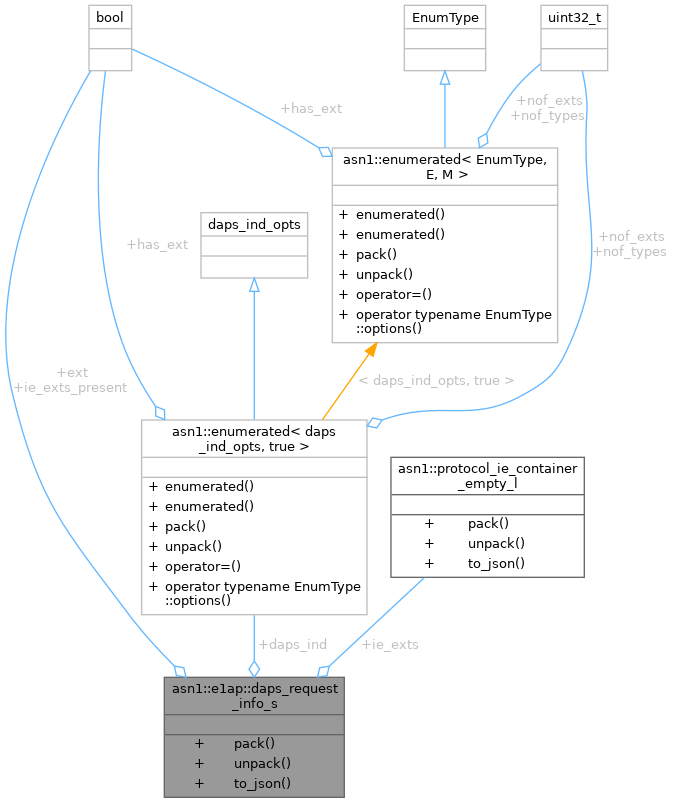 bool
EnumType
uint32_t
+has_ext
+nof_exts
+nof_types
asn1::enumerated< EnumType,
E, M >
+ enumerated()
+ enumerated()
+ pack()
+ unpack()
+ operator=()
+ operator typename EnumType
::options()
daps_ind_opts
+has_ext
+nof_exts
+nof_types
+ext
+ie_exts_present
< daps_ind_opts, true >
asn1::enumerated< daps
_ind_opts, true >
+ enumerated()
+ enumerated()
+ pack()
+ unpack()
+ operator=()
+ operator typename EnumType
::options()
asn1::protocol_ie_container
_empty_l
+ pack()
+ unpack()
+ to_json()
+daps_ind
+ie_exts
asn1::e1ap::daps_request
_info_s
+ pack()
+ unpack()
+ to_json()